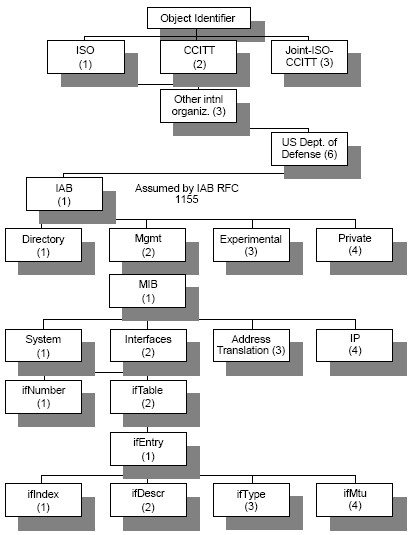 Object Identifier
ISO
(1)
CCITT
(2)
Joint-ISO-
CCITT (3)
Other intnl
organiz. (3)
US Dept. of
Defense (6)
IAB
(1)
Assumed by IAB RFC
1155
Directory
(1)
Mgmt
(2)
Experimental
(3)
Private
(4)
MIB
(1)
System
(1)
Interfaces
(2)
Address
Translation (3)
IP
(4)
ifNumber
(1)
ifTable
(2)
ifEntry
(1)
ifIndex
(1)
ifDescr
(2)
ifType
(3)
ifMtu
(4)